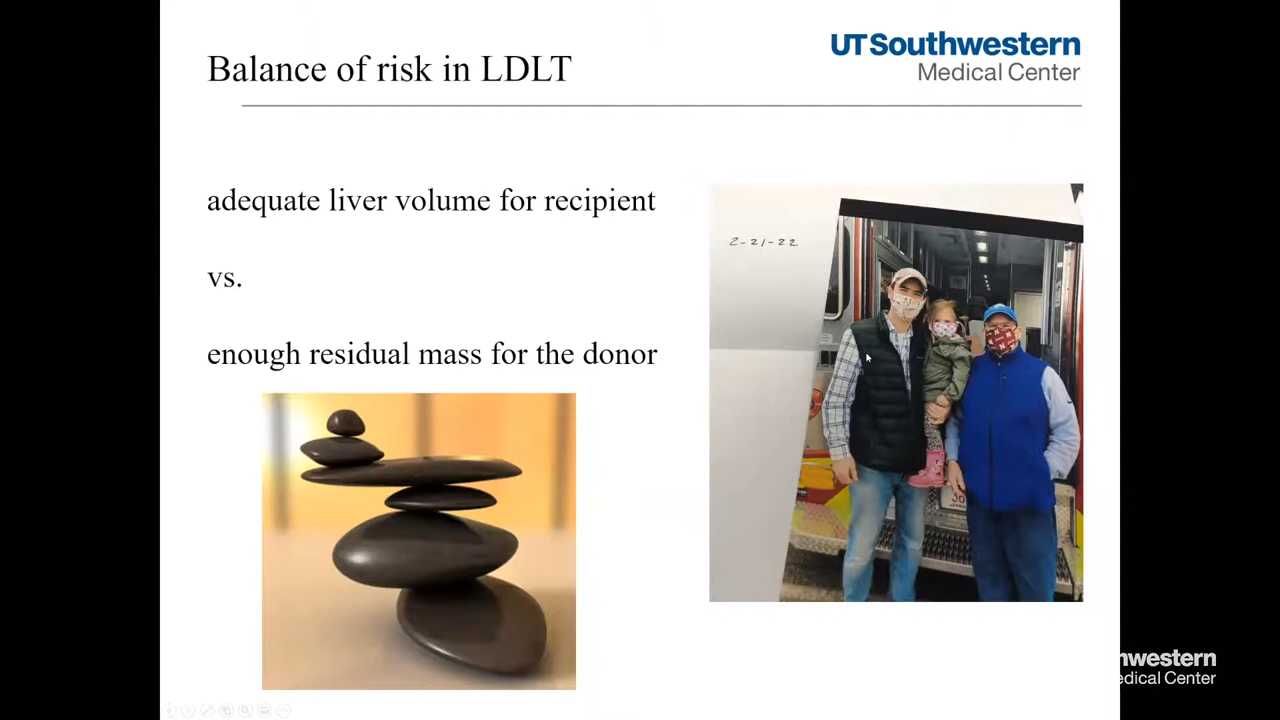 Balance of risk in LDLT
UTSouthwestern
Medical Center
adequate liver volume for recipient
vs.
enough residual mass for the donor
2-21-22
hwestern
edical Center